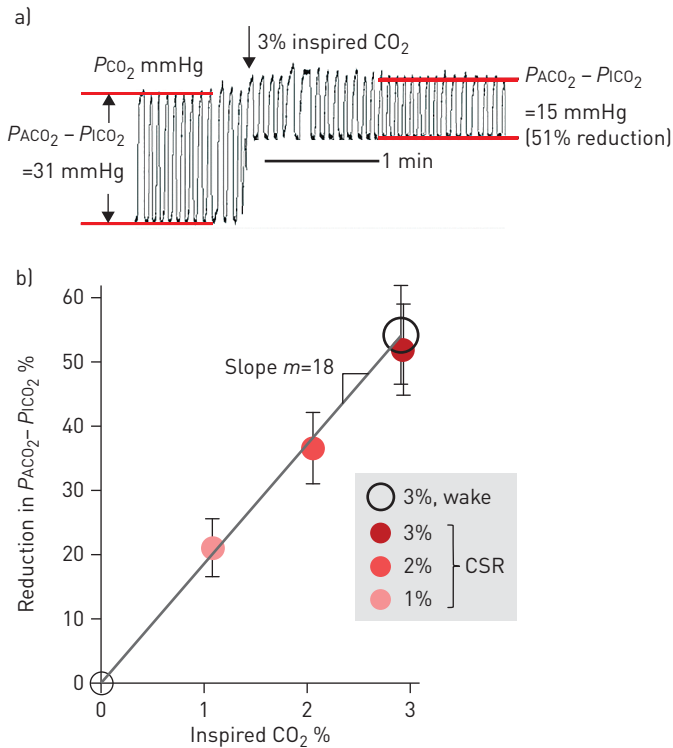 a)
3% inspired CO₂
PCO₂ mmHg
PACO₂ – PICO₂
=31 mmHg
PACO₂ – PICO₂
=15 mmHg
(51% reduction)
1 min
b)
60
50
40
30
20
10
0
Reduction in PACO₂– PICO₂ %
Slope m=18
3%, wake
3%
2%
1%
CSR
0 1 2 3
Inspired CO₂ %